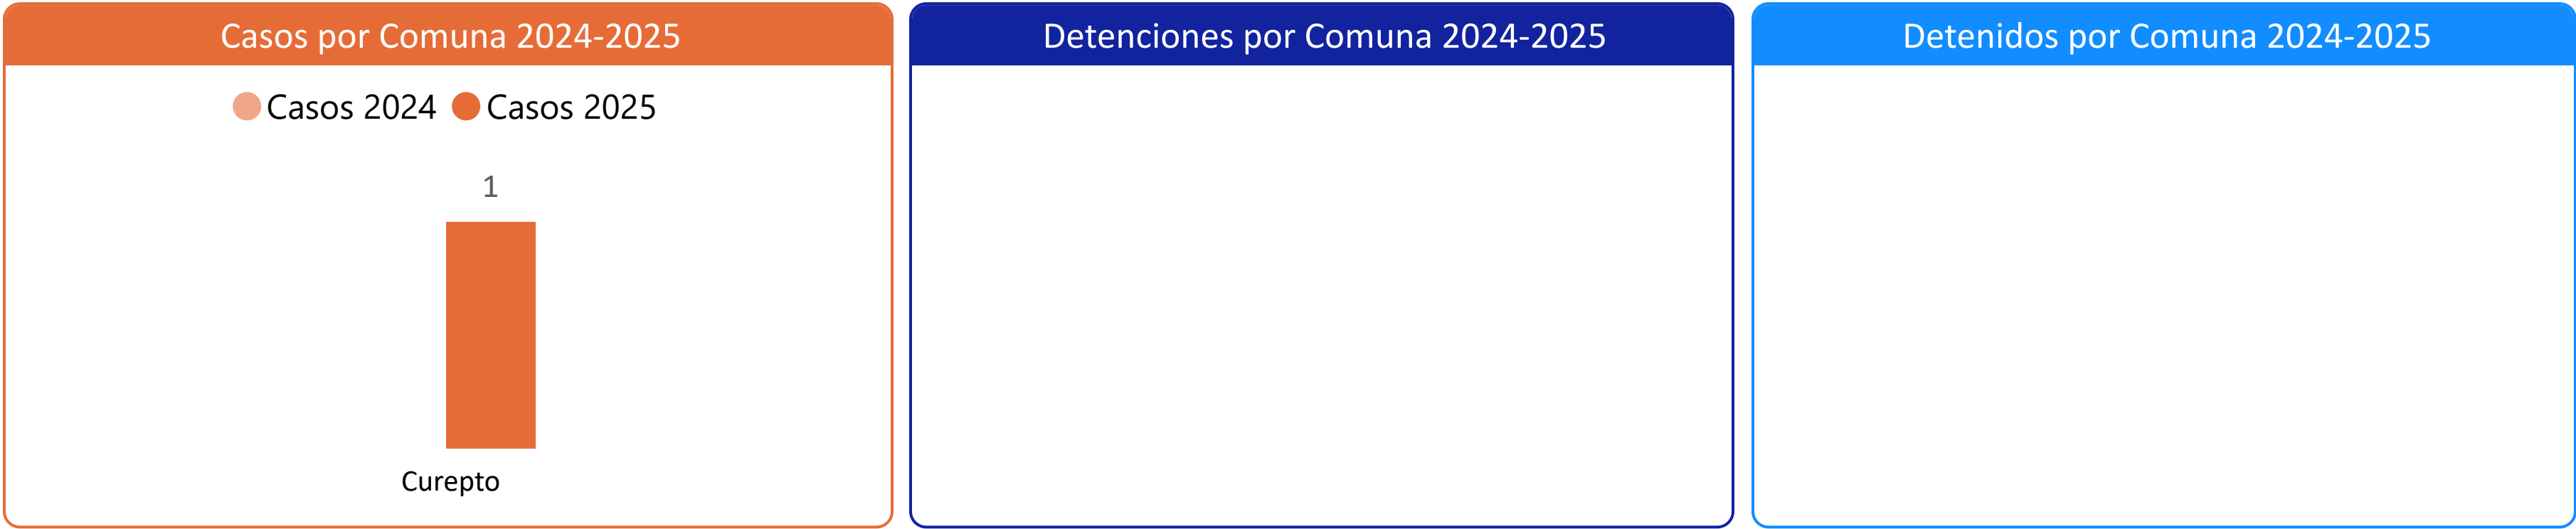 Casos por Comuna 2024-2025
Casos 2024 Casos 2025
1
Curepto
Detenciones por Comuna 2024-2025
Detenidos por Comuna 2024-2025